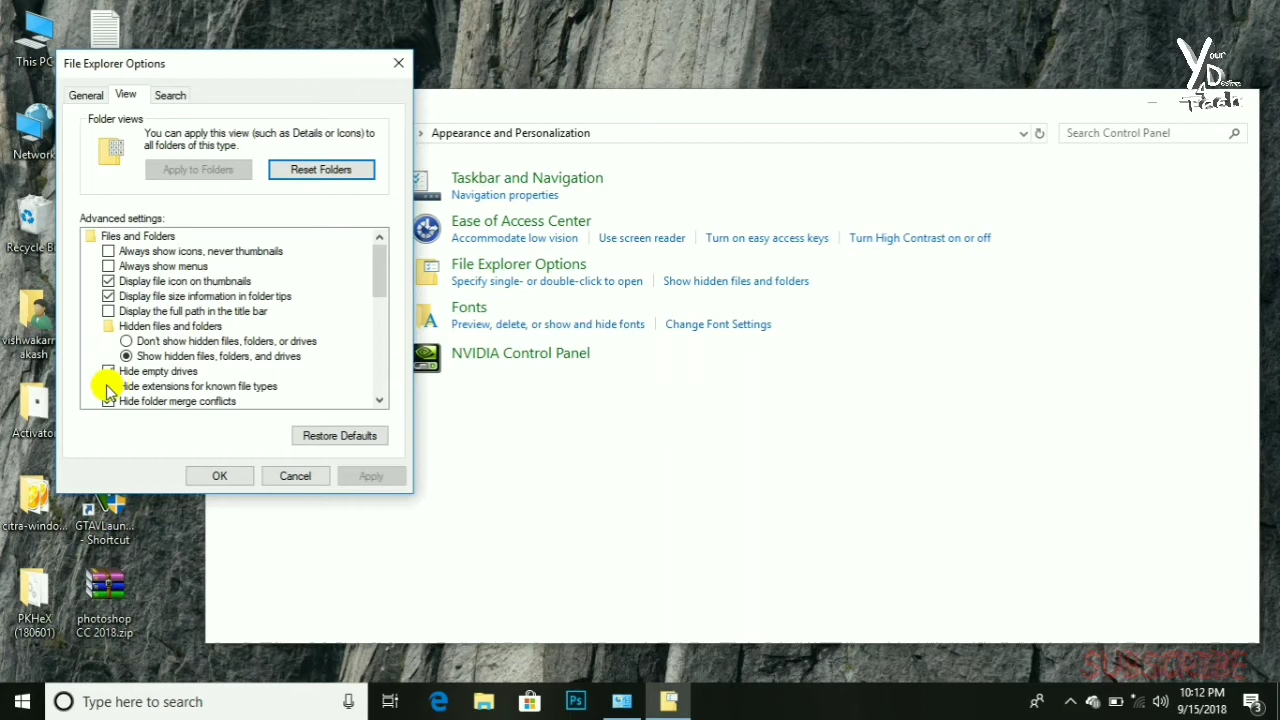 This PC
Network
Recycle Bi
vishwakarm
akash
Activato
citra-windo...
GTAVLaun...
- Shortcut
PKHeX
(180601)
photoshop
CC 2018.zip
File Explorer Options
General
View
Search
Folder views
You can apply this view (such as Details or Icons) to
all folders of this type.
Apply to Folders
Reset Folders
Advanced settings:
Files and Folders
Always show icons, never thumbnails
Always show menus
Display file icon on thumbnails
Display file size information in folder tips
Display the full path in the title bar
Hidden files and folders
Don't show hidden files, folders, or drives
Show hidden files, folders, and drives
Hide empty drives
Hide extensions for known file types
Hide folder merge conflicts
Restore Defaults
OK
Cancel
Apply
Appearance and Personalization
Search Control Panel
Taskbar and Navigation
Navigation properties
Ease of Access Center
Accommodate low vision
Use screen reader
Turn on easy access keys
Turn High Contrast on or off
File Explorer Options
Specify single- or double-click to open
Show hidden files and folders
Fonts
Preview, delete, or show and hide fonts
Change Font Settings
NVIDIA Control Panel
SUBSCRIBE
Type here to search
Ps
10:12 PM
9/15/2018
3